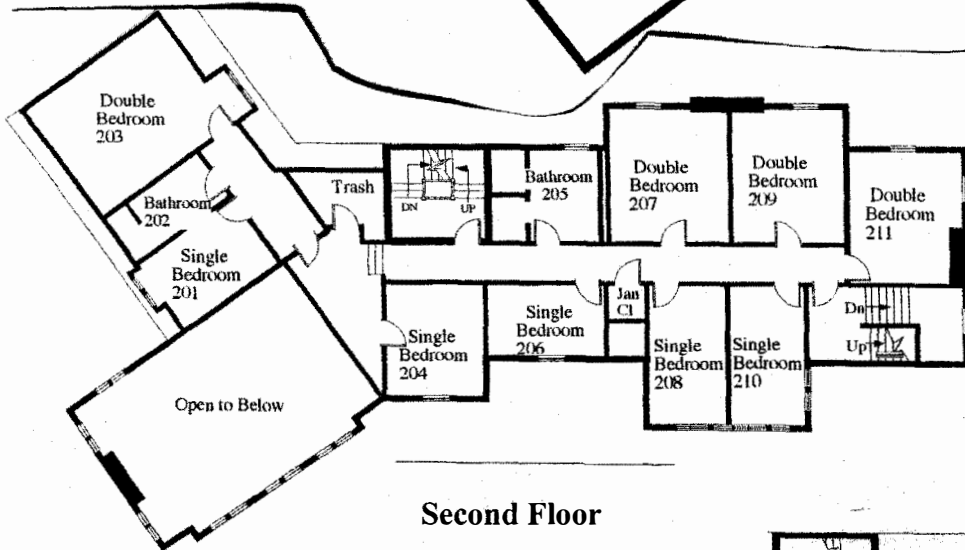 Double
Bedroom
203
Bathroom
202
Single
Bedroom
201
Trash
DN
UP
Bathroom
205
Double
Bedroom
207
Double
Bedroom
209
Double
Bedroom
211
Single
Bedroom
204
Single
Bedroom
206
Jan
Cl
Single
Bedroom
208
Single
Bedroom
210
Dn
Up
Open to Below
Second Floor